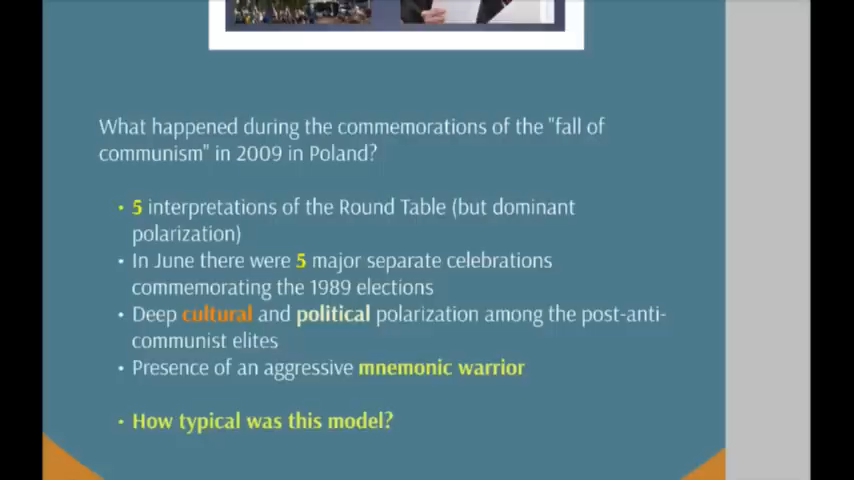 What happened during the commemorations of the "fall of
communism" in 2009 in Poland?
• 5 interpretations of the Round Table (but dominant
polarization)
• In June there were 5 major separate celebrations
commemorating the 1989 elections
• Deep cultural and political polarization among the post-anti-
communist elites
• Presence of an aggressive mnemonic warrior
• How typical was this model?